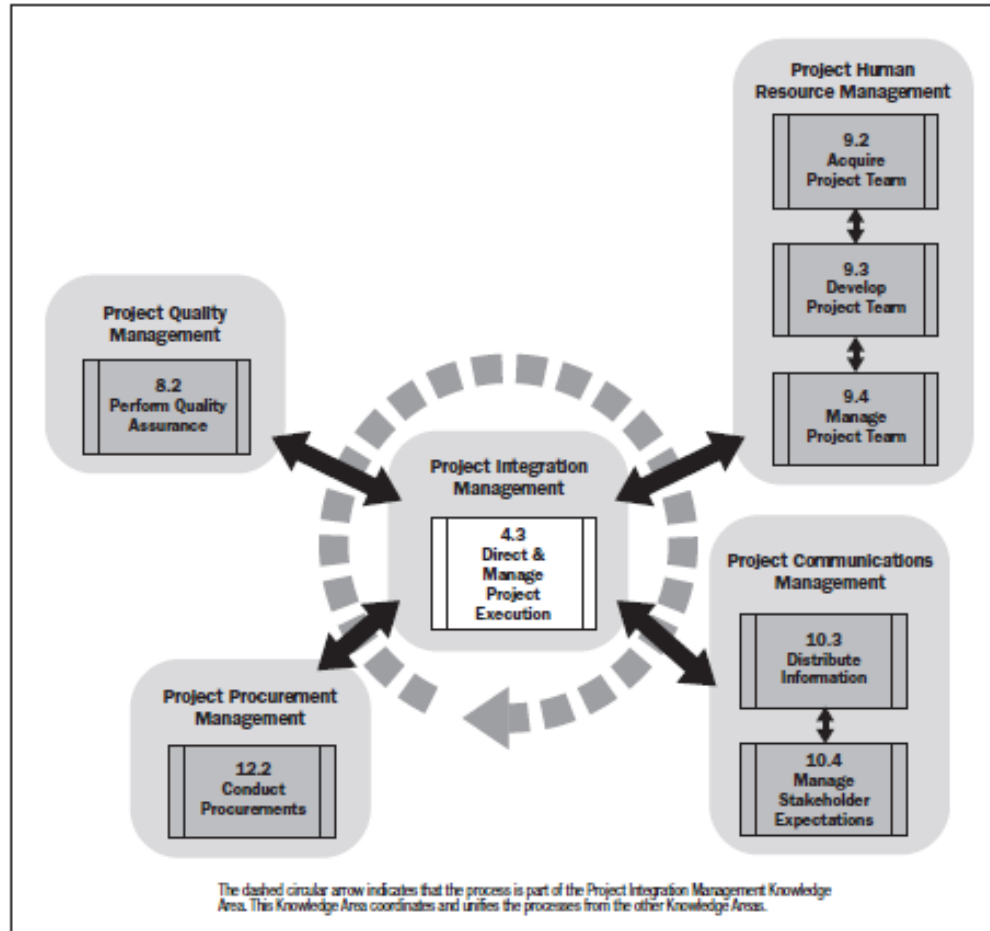 Project Human
Resource Management
9.2
Acquire
Project Team
9.3
Develop
Project Team
9.4
Manage
Project Team
Project Quality
Management
8.2
Perform Quality
Assurance
Project Integration
Management
4.3
Direct &
Manage
Project
Execution
Project Communications
Management
10.3
Distribute
Information
10.4
Manage
Stakeholder
Expectations
Project Procurement
Management
12.2
Conduct
Procurements
The dashed circular arrow indicates that the process is part of the Project Integration Management Knowledge
Area. This Knowledge Area coordinates and unifies the processes from the other Knowledge Areas.